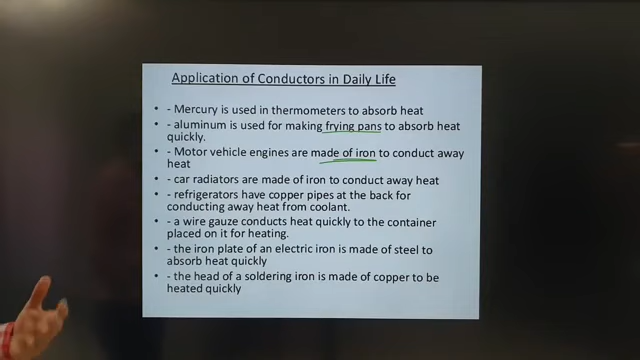 Application of Conductors in Daily Life
• - Mercury is used in thermometers to absorb heat
• - aluminum is used for making frying pans to absorb heat
quickly.
• - Motor vehicle engines are made of iron to conduct away
heat
• - car radiators are made of iron to conduct away heat
• - refrigerators have copper pipes at the back for
conducting away heat from coolant.
• - a wire gauze conducts heat quickly to the container
placed on it for heating.
• - the iron plate of an electric iron is made of steel to
absorb heat quickly
• - the head of a soldering iron is made of copper to be
heated quickly